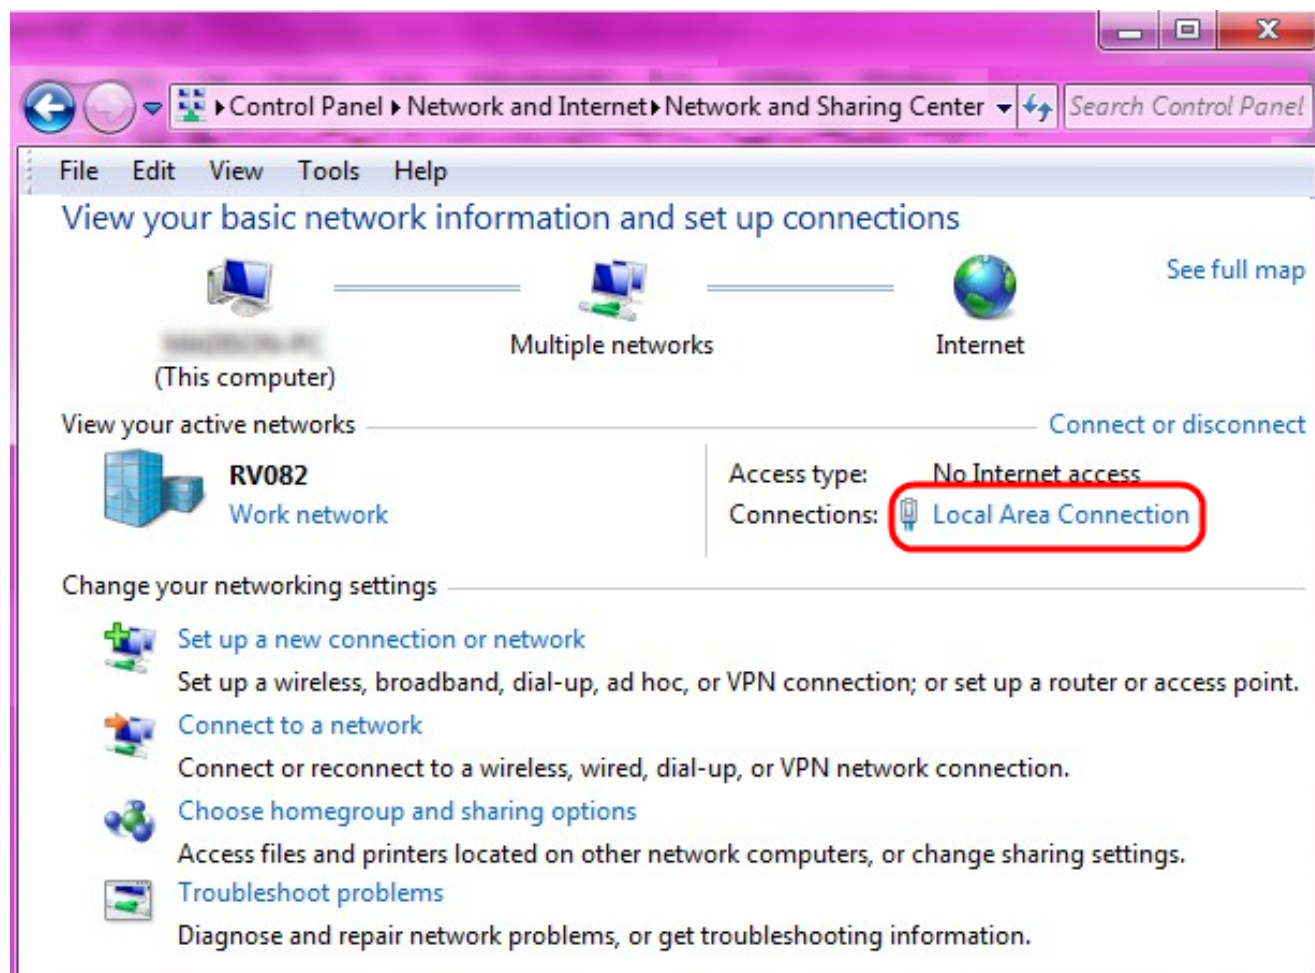 Control Panel Network and Internet Network and Sharing Center Search Control Panel
File Edit View Tools Help
View your basic network information and set up connections
See full map
Multiple networks
Internet
(This computer)
View your active networks
Connect or disconnect
RV082
Work network
Access type: No Internet access
Connections: Local Area Connection
Change your networking settings
Set up a new connection or network
Set up a wireless, broadband, dial-up, ad hoc, or VPN connection; or set up a router or access point.
Connect to a network
Connect or reconnect to a wireless, wired, dial-up, or VPN network connection.
Choose homegroup and sharing options
Access files and printers located on other network computers, or change sharing settings.
Troubleshoot problems
Diagnose and repair network problems, or get troubleshooting information.